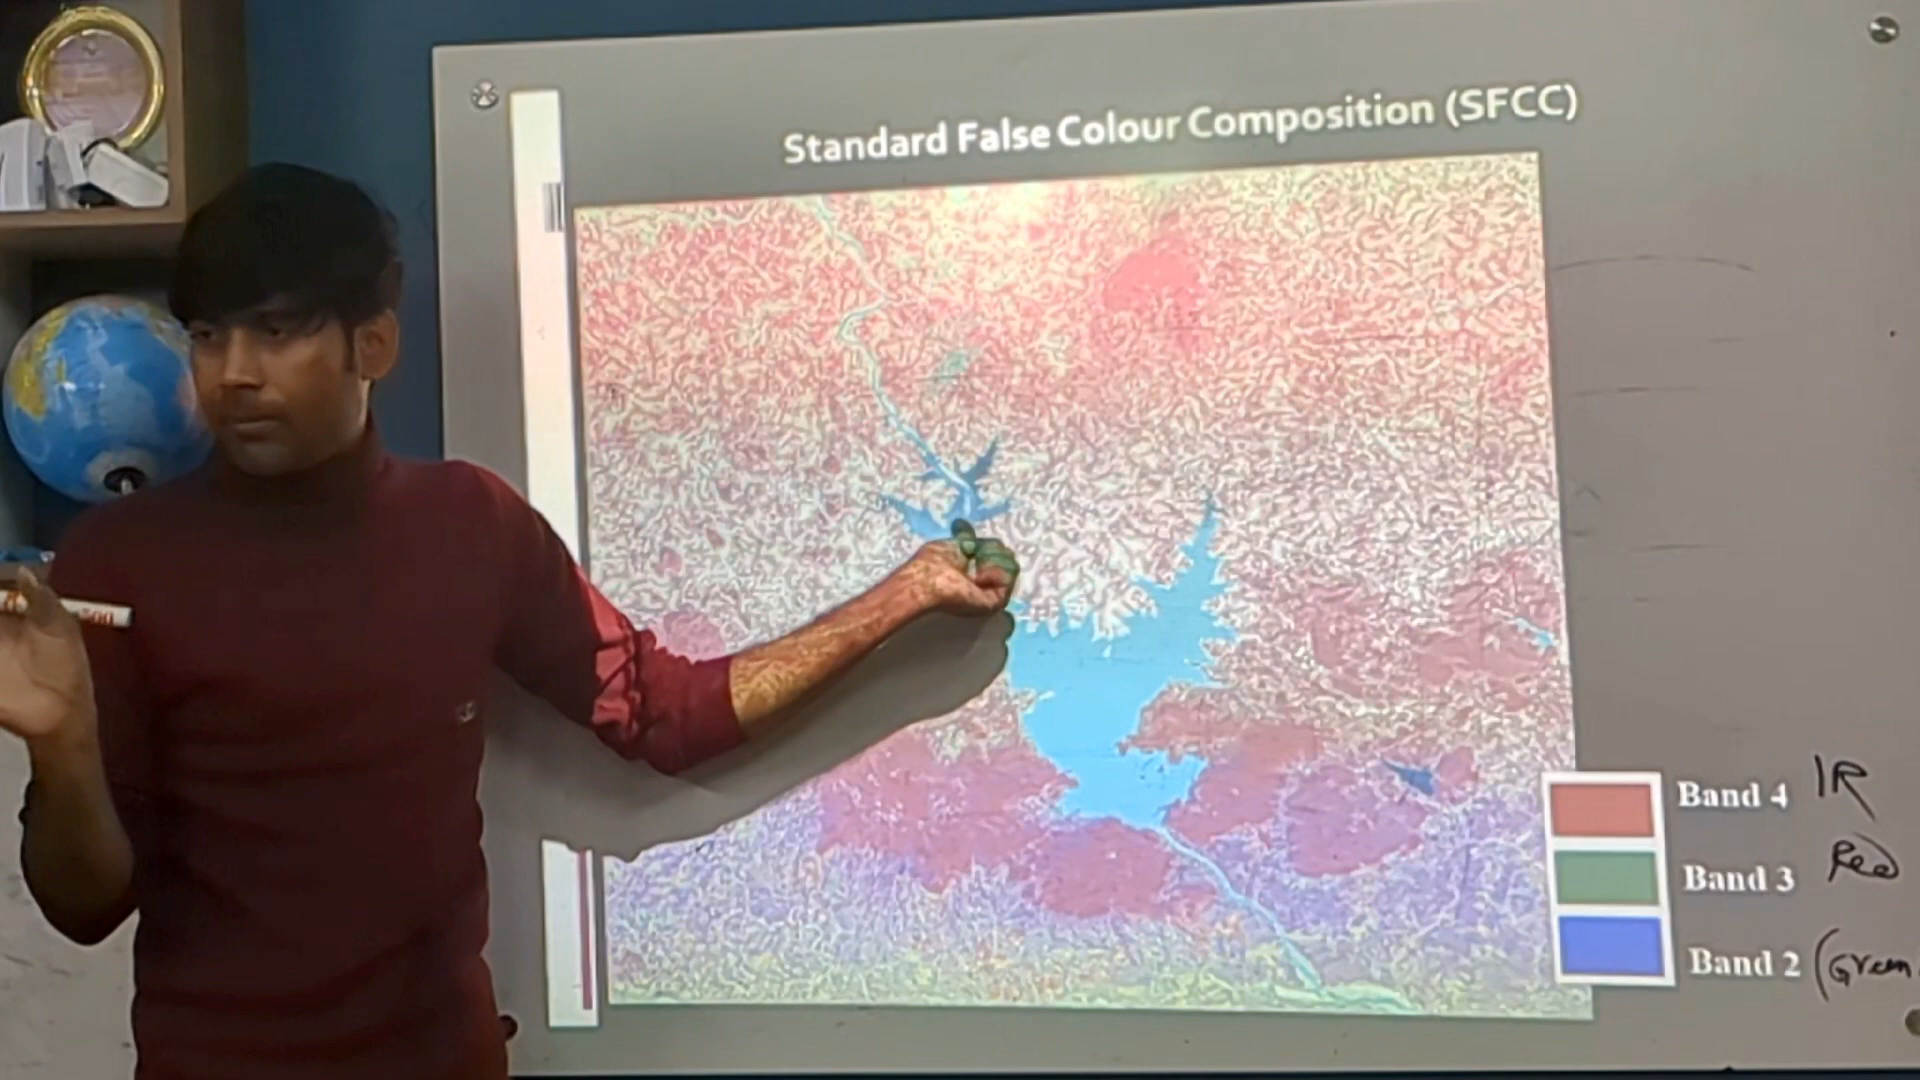 Standard False Colour Composition (SFCC)
Band 4 IR
Band 3 Red
Band 2 (Green